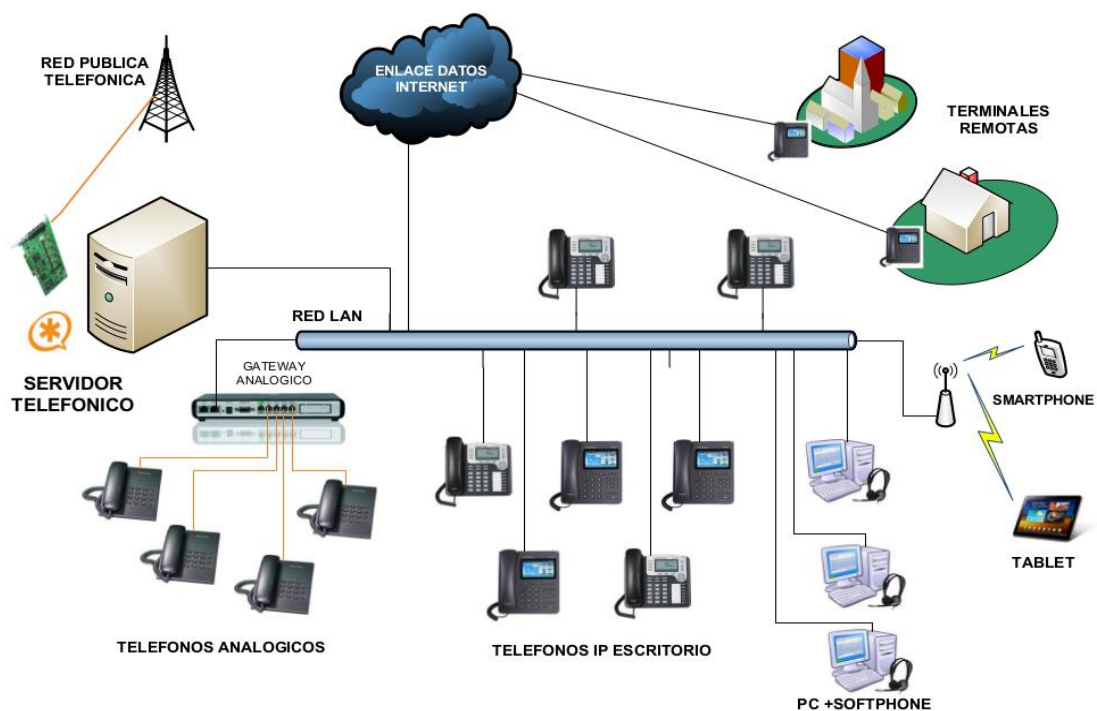 RED PUBLICA
TELEFONICA
ENLACE DATOS
INTERNET
TERMINALES
REMOTAS
RED LAN
SERVIDOR
TELEFONICO
GATEWAY
ANALOGICO
SMARTPHONE
TABLET
TELEFONOS ANALOGICOS
TELEFONOS IP ESCRITORIO
PC +SOFTPHONE